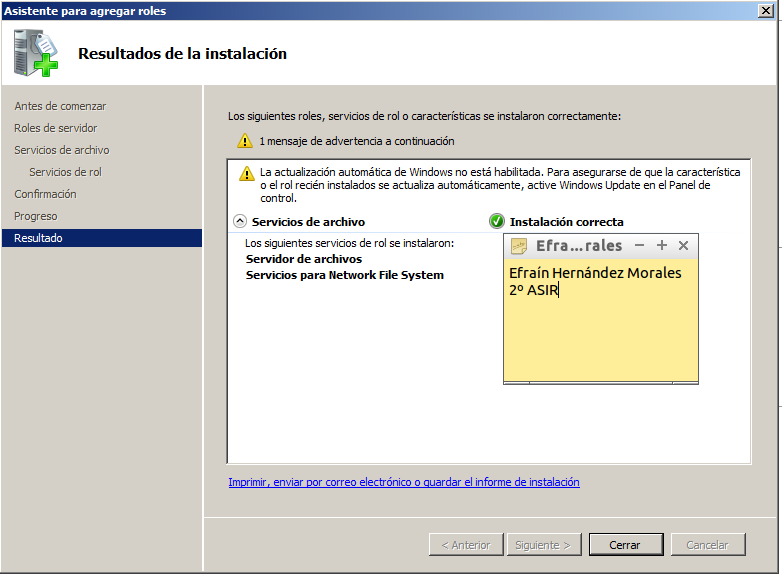 Asistente para agregar roles
Resultados de la instalación
Antes de comenzar
Roles de servidor
Servicios de archivo
Servicios de rol
Confirmación
Progreso
Resultado
Los siguientes roles, servicios de rol o características se instalaron correctamente:
1 mensaje de advertencia a continuación
La actualización automática de Windows no está habilitada. Para asegurarse de que la característica
o el rol recién instalados se actualiza automáticamente, active Windows Update en el Panel de
control.
Servicios de archivo
Instalación correcta
Los siguientes servicios de rol se instalaron:
Servidor de archivos
Servicios para Network File System
Efra...rales
Efraín Hernández Morales
2º ASIR
Imprimir, enviar por correo electrónico o guardar el informe de instalación
< Anterior
Siguiente >
Cerrar
Cancelar